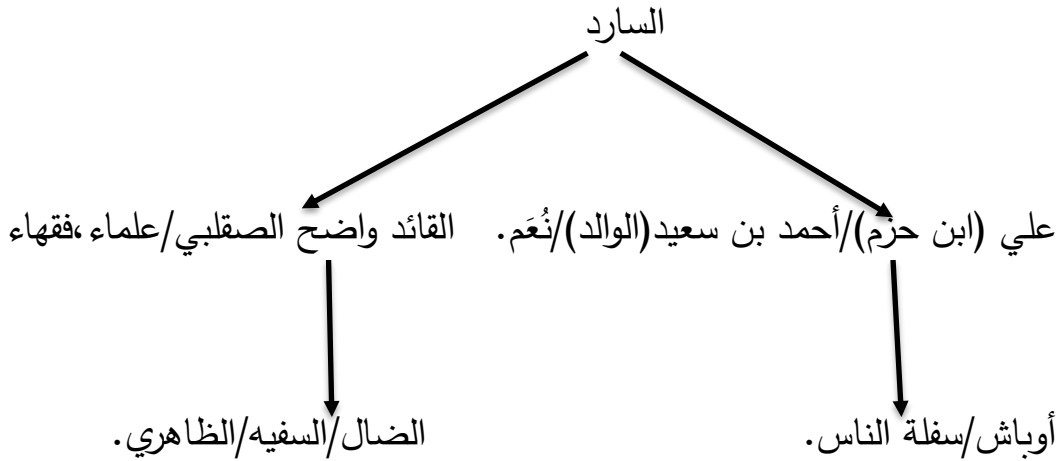 السارد
علي (ابن حزم)/أحمد بن سعيد(الوالد)/نُعَم. القائد واضح الصقلبي/علماء،فقهاء
أوباش/سفلة الناس. الضال/السفيه/الظاهري.